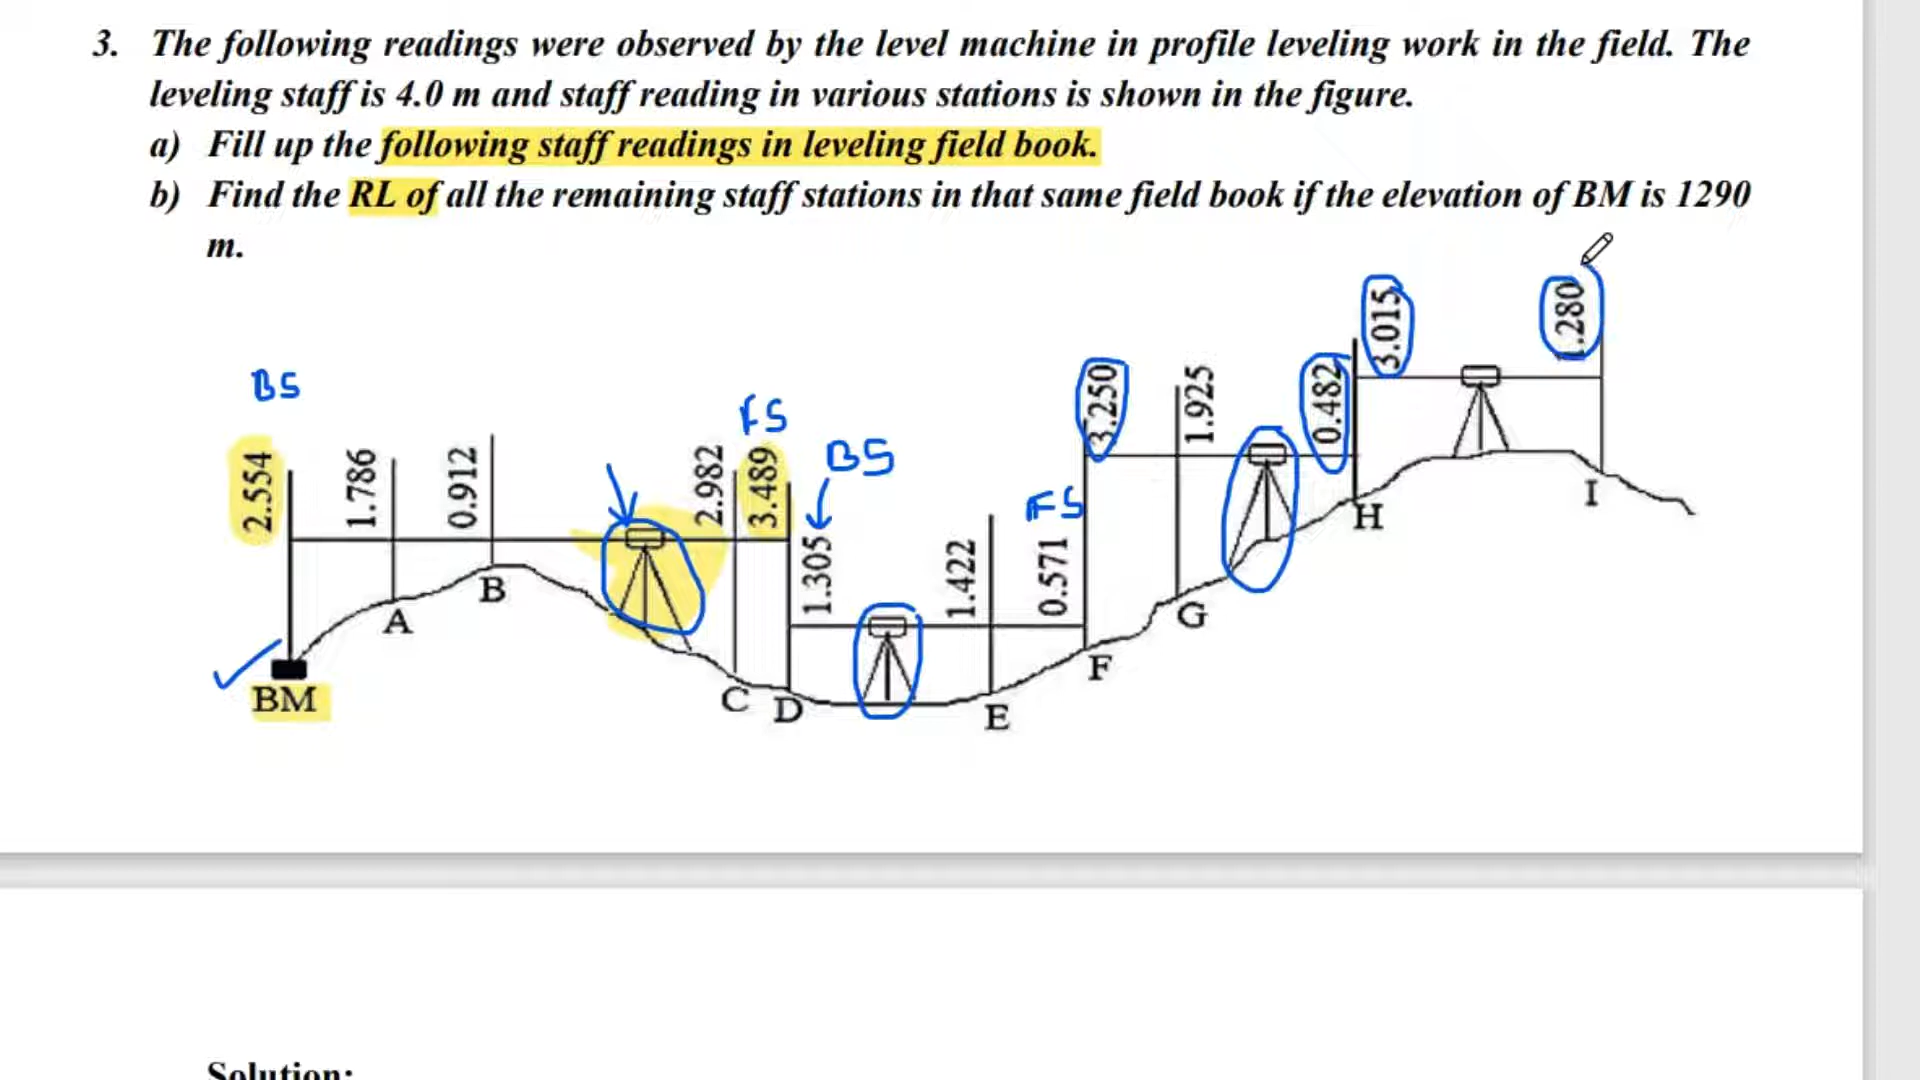 3. The following readings were observed by the level machine in profile leveling work in the field. The
leveling staff is 4.0 m and staff reading in various stations is shown in the figure.
a) Fill up the following staff readings in leveling field book.
b) Find the RL of all the remaining staff stations in that same field book if the elevation of BM is 1290
m.
BS
2.554
1.786
0.912
FS
2.982
3.489
BS
1.305
1.422
FS
0.571
3.250
1.925
0.482
3.015
1.280
BM
A
B
C
D
E
F
G
H
I
Solution: